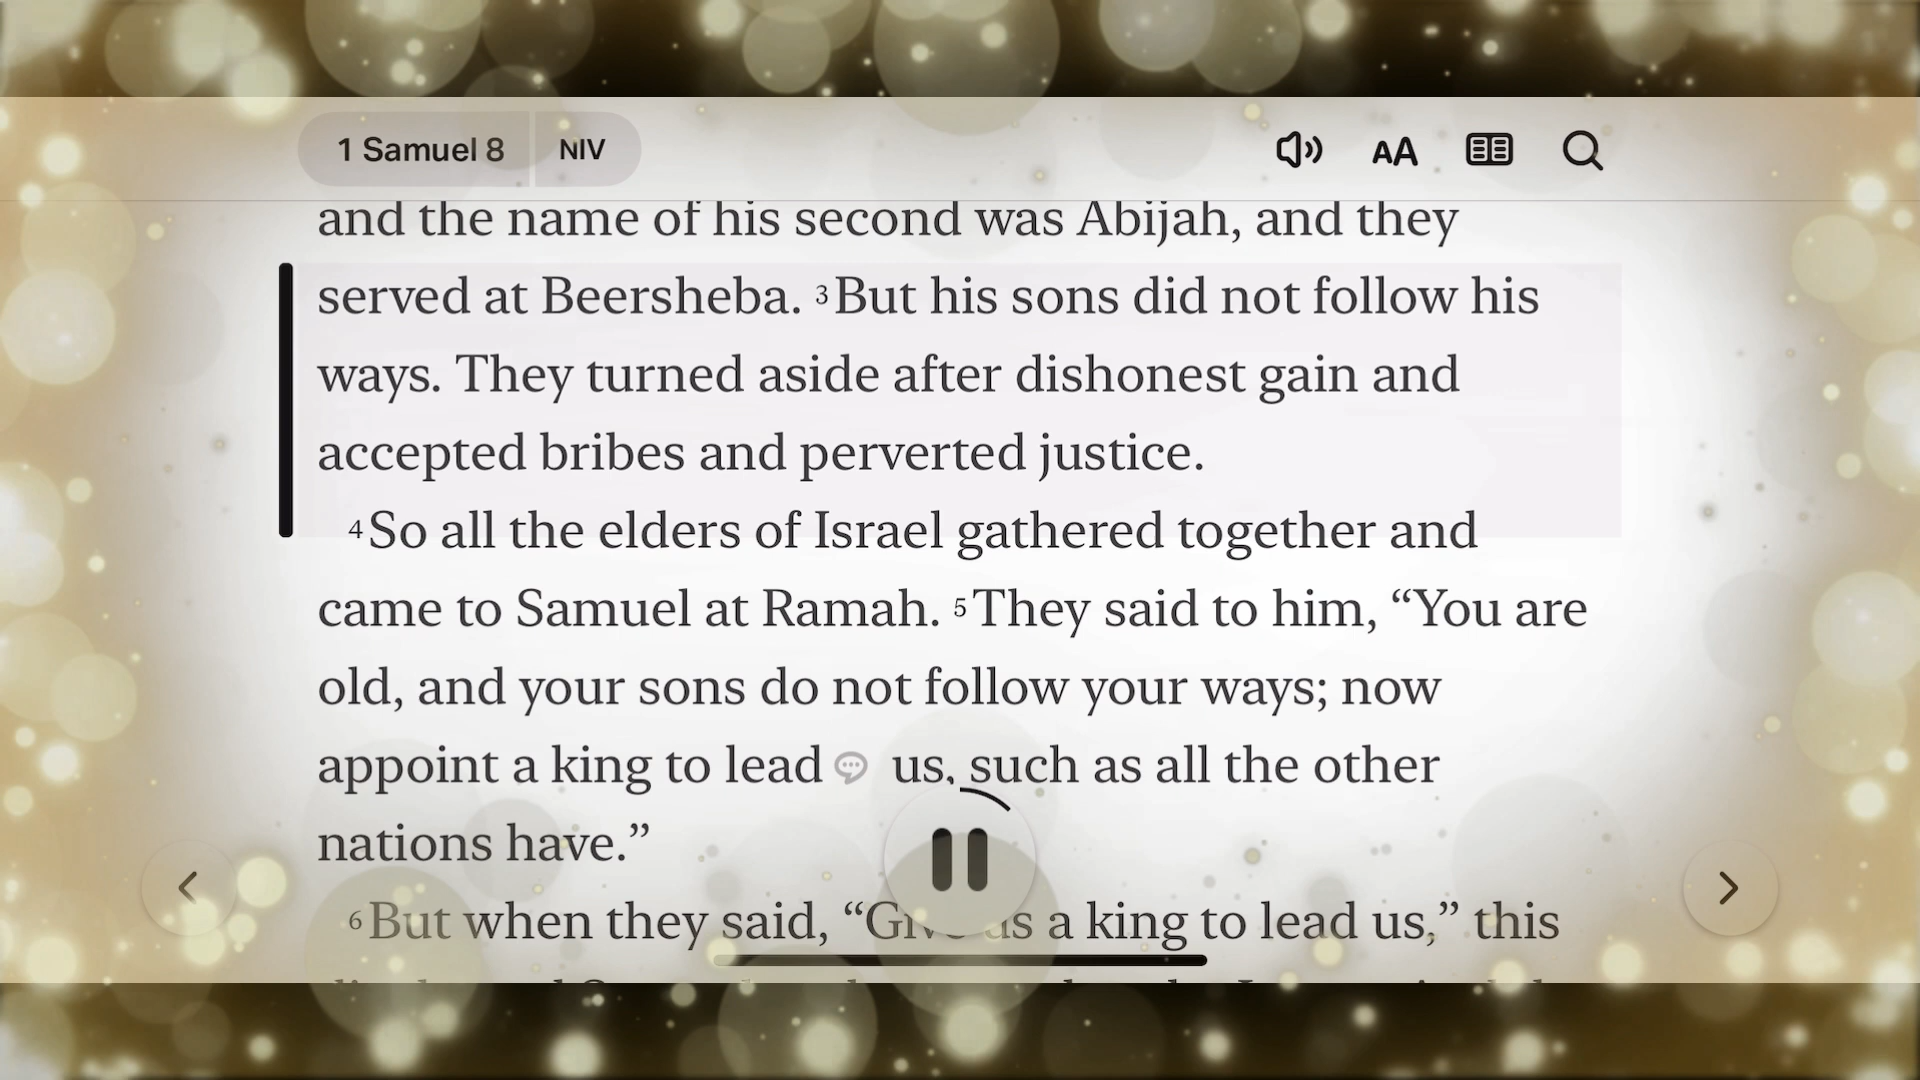 1 Samuel 8 NIV AA
and the name of his second was Abijah, and they
served at Beersheba. 3 But his sons did not follow his
ways. They turned aside after dishonest gain and
accepted bribes and perverted justice.
4 So all the elders of Israel gathered together and
came to Samuel at Ramah. 5 They said to him, “You are
old, and your sons do not follow your ways; now
appoint a king to lead us, such as all the other
nations have.”
6 But when they said, “Give us a king to lead us,” this